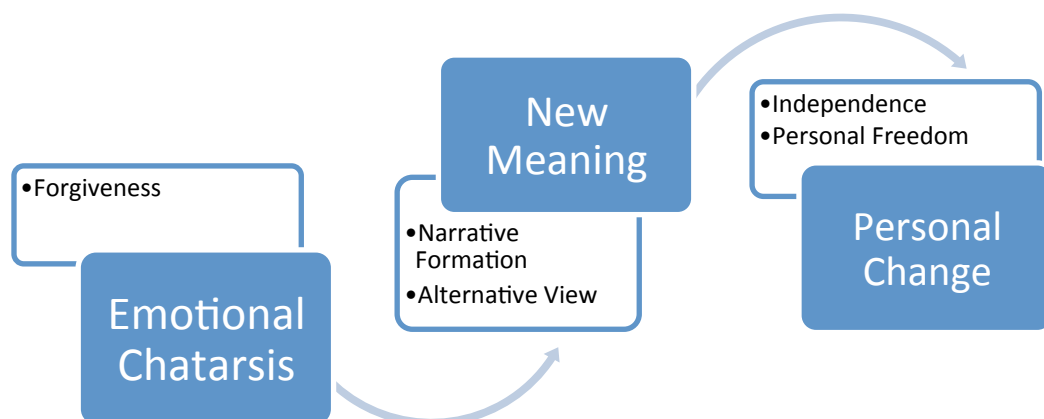 •Forgiveness
Emotional
Chatarsis
New
Meaning
•Narrative
Formation
•Alternative View
•Independence
•Personal Freedom
Personal
Change